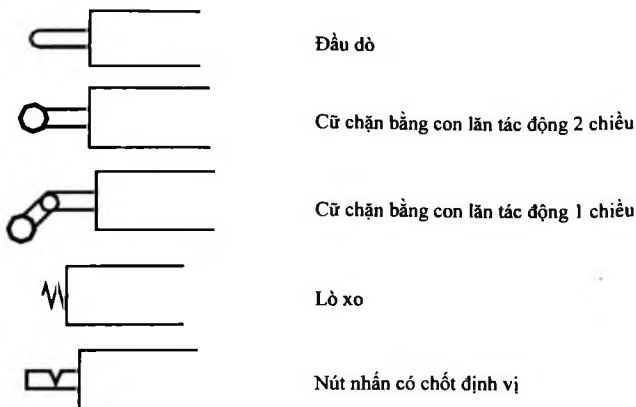 Đầu dò
Cữ chặn bằng con lăn tác động 2 chiều
Cữ chặn bằng con lăn tác động 1 chiều
Lò xo
Nút nhấn có chốt định vị